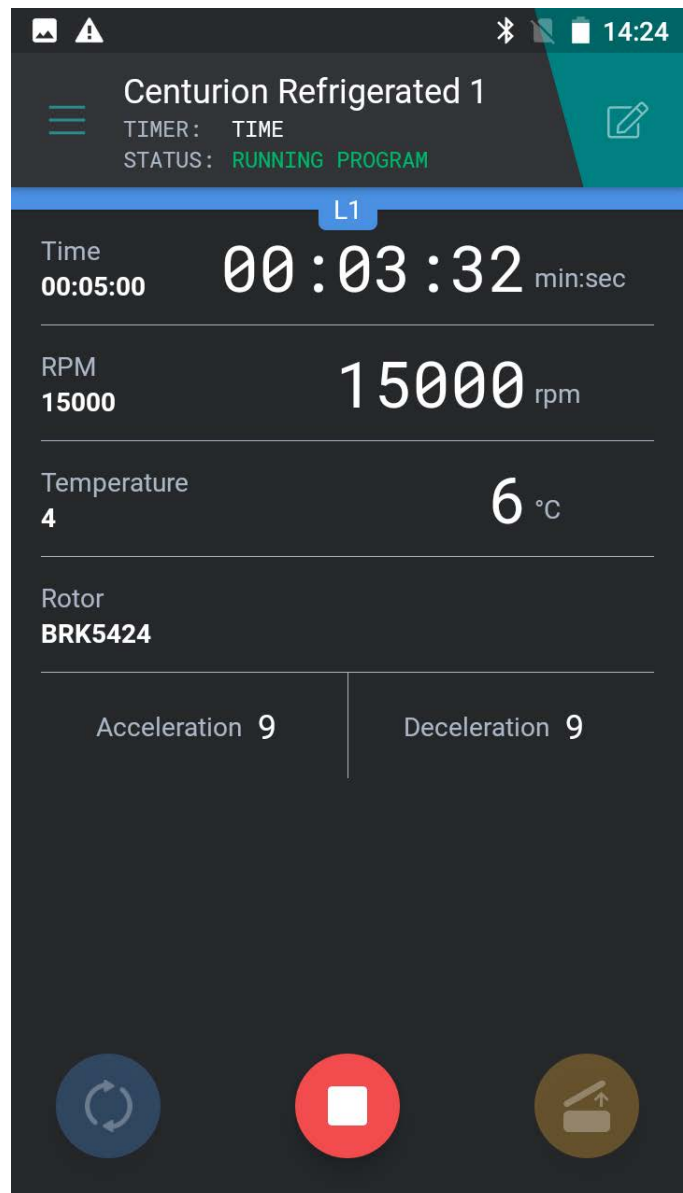 14:24
Centurion Refrigerated 1
TIMER: TIME
STATUS: RUNNING PROGRAM
L1
Time
00:05:00
00:03:32 min:sec
RPM
15000
15000 rpm
Temperature
4
6 °C
Rotor
BRK5424
Acceleration 9
Deceleration 9